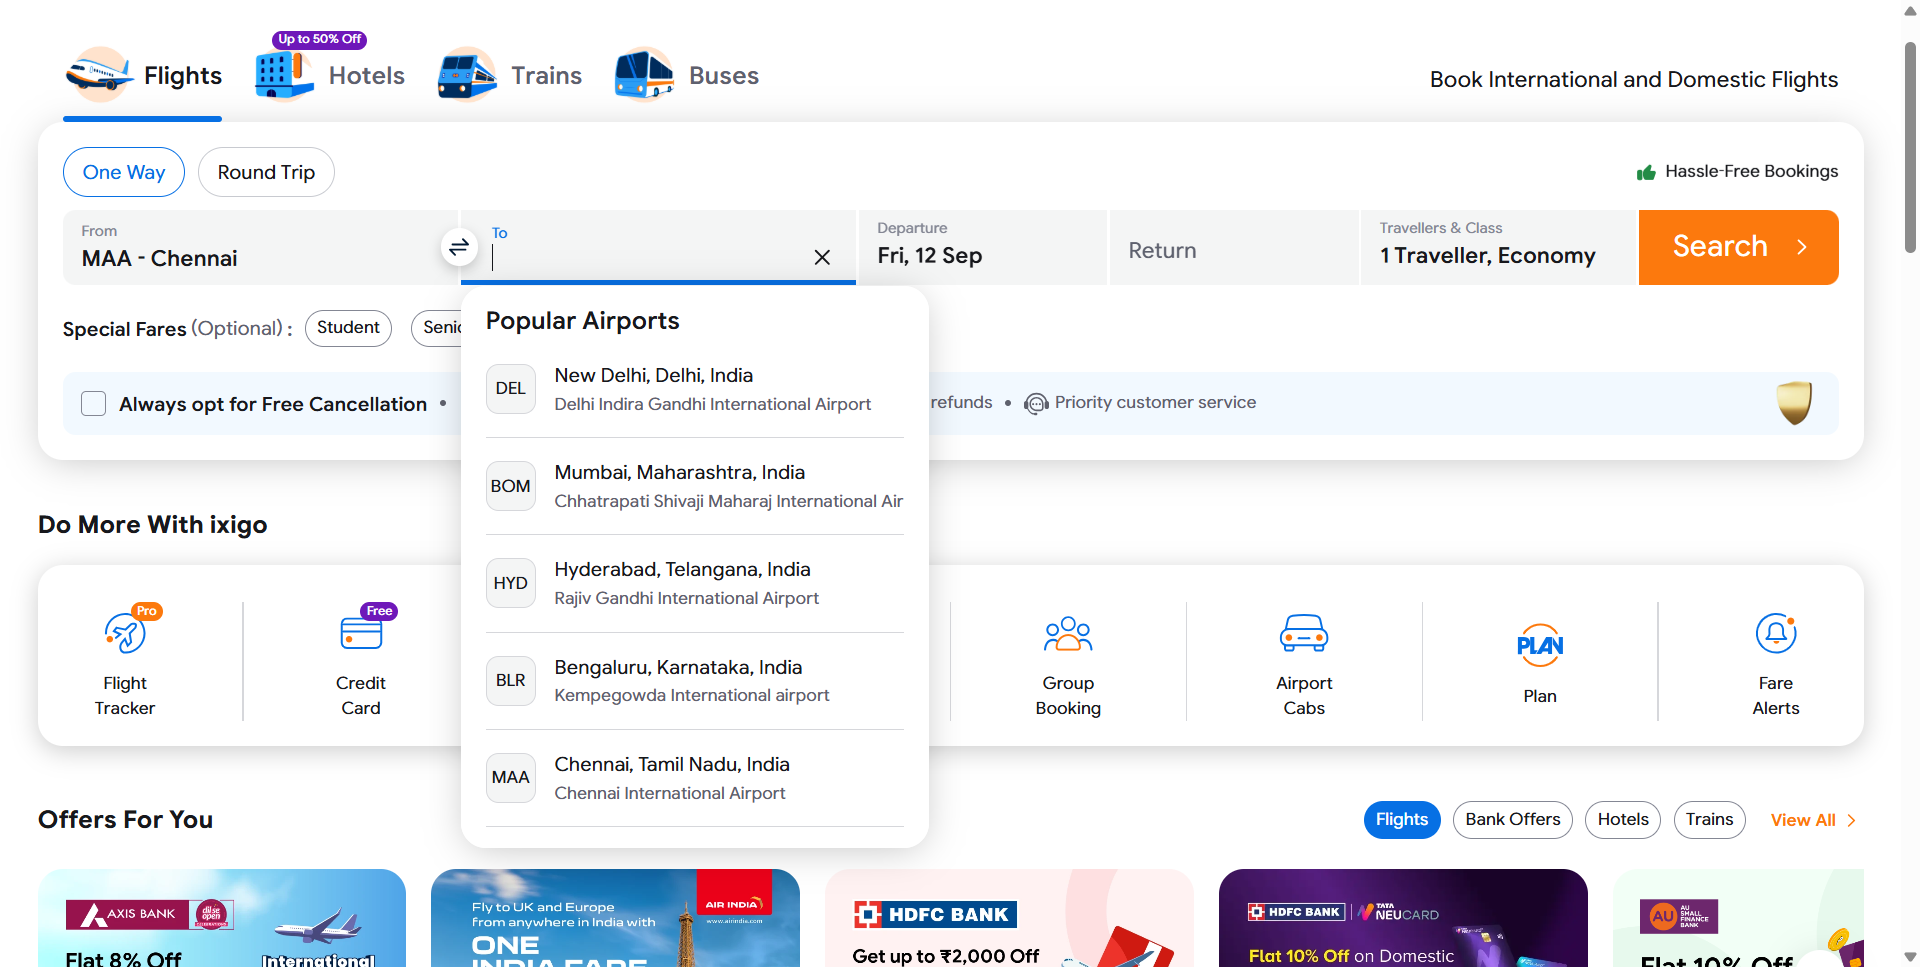 Up to 50% Off
Flights
Hotels
Trains
Buses
Book International and Domestic Flights
One Way
Round Trip
Hassle-Free Bookings
From
MAA - Chennai
To
Departure
Fri, 12 Sep
Return
Travellers & Class
1 Traveller, Economy
Search
Special Fares (Optional) :
Student
Popular Airports
DEL
New Delhi, Delhi, India
Delhi Indira Gandhi International Airport
Always opt for Free Cancellation •
refunds • Priority customer service
BOM
Mumbai, Maharashtra, India
Chhatrapati Shivaji Maharaj International Air
HYD
Hyderabad, Telangana, India
Rajiv Gandhi International Airport
BLR
Bengaluru, Karnataka, India
Kempegowda International airport
MAA
Chennai, Tamil Nadu, India
Chennai International Airport
Do More With ixigo
Pro
Flight
Tracker
Free
Credit
Card
Group
Booking
Airport
Cabs
PLAN
Plan
Fare
Alerts
Offers For You
Flights
Bank Offers
Hotels
Trains
View All
AXIS BANK
dil se
open
Flat 8% Off
International
Fly to UK and Europe
from anywhere in India with
ONE
INDIA FARE
AIR INDIA
www.airindia.com
HDFC BANK
Get up to ₹2,000 Off
HDFC BANK
TATA
NEUCARD
Flat 10% Off on Domestic
AU
AU
SMALL
FINANCE
BANK
Flat 10% Off